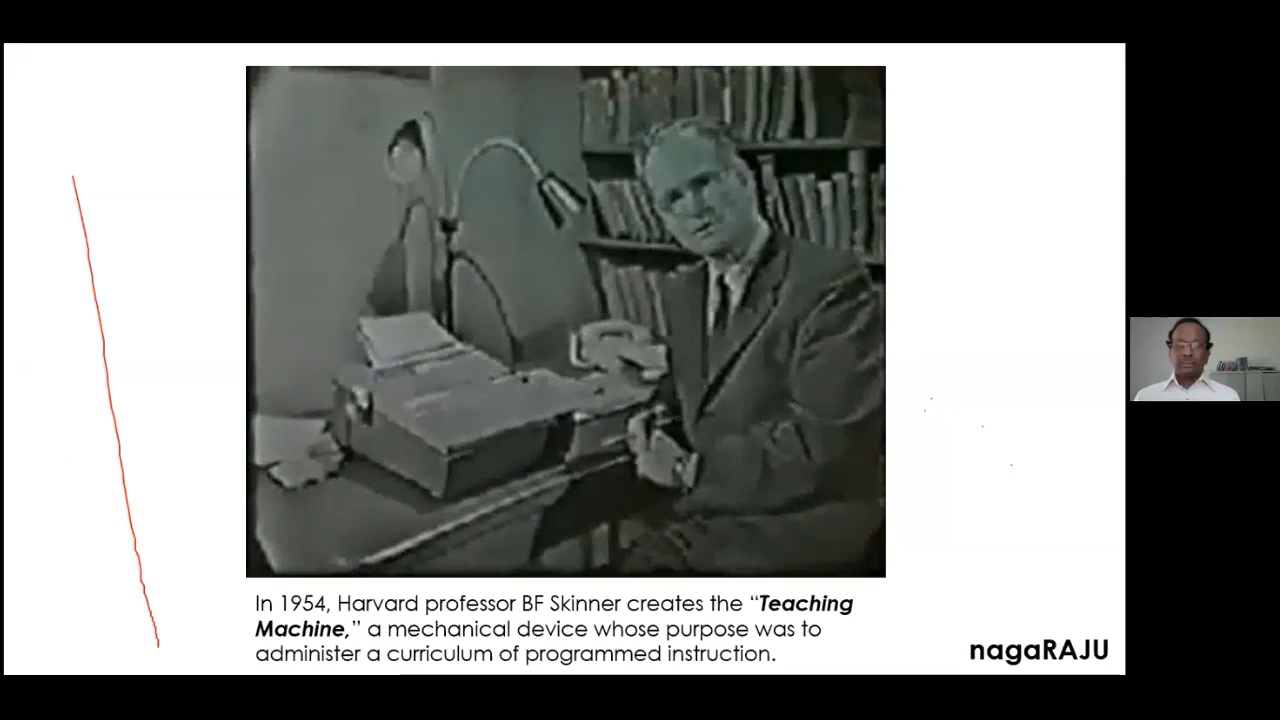 In 1954, Harvard professor BF Skinner creates the “Teaching
Machine,” a mechanical device whose purpose was to
administer a curriculum of programmed instruction.
nagaRAJU